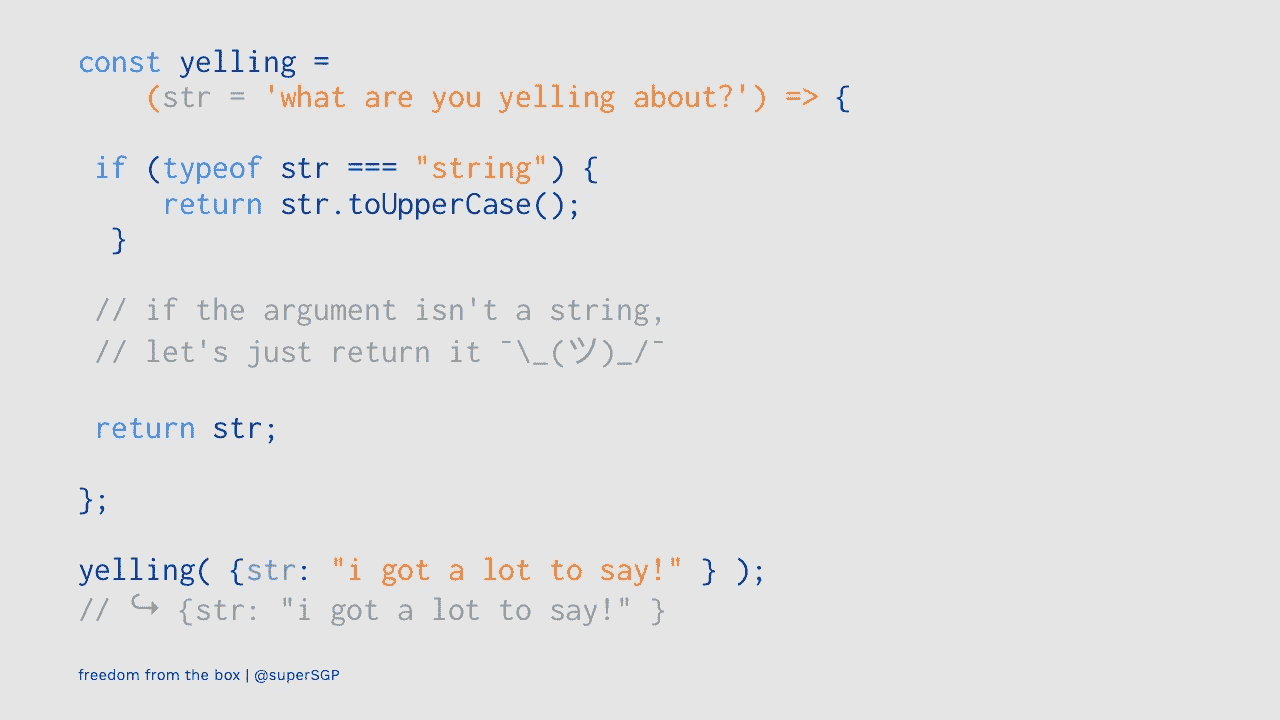 const yelling =
(str = 'what are you yelling about?') => {
if (typeof str === "string") {
return str.toUpperCase();
}
// if the argument isn't a string,
// let's just return it ¯\_(ツ)_/¯
return str;
};
yelling( {str: "i got a lot to say!" } );
// ↪ {str: "i got a lot to say!" }
freedom from the box | @superSGP